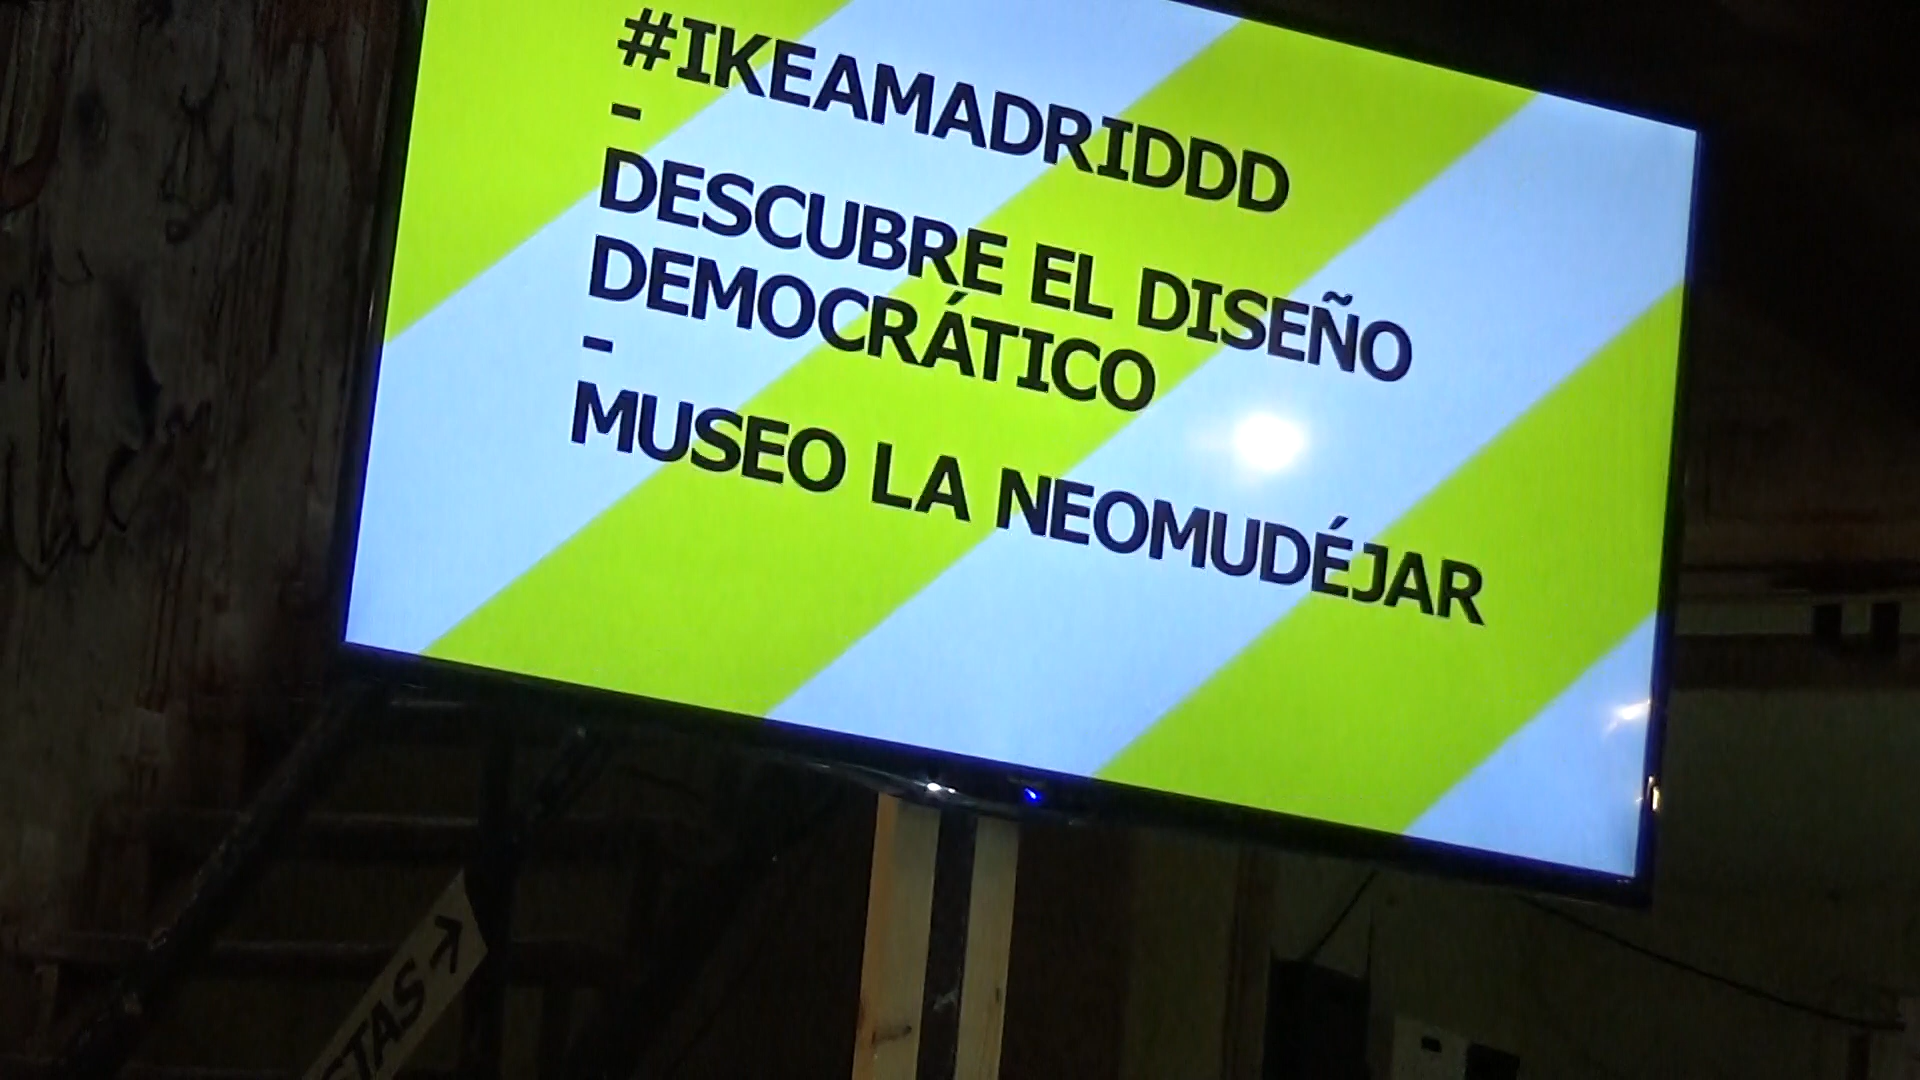 #IKEAMADRIDDD
-
DESCUBRE EL DISEÑO
DEMOCRÁTICO
-
MUSEO LA NEOMUDÉJAR